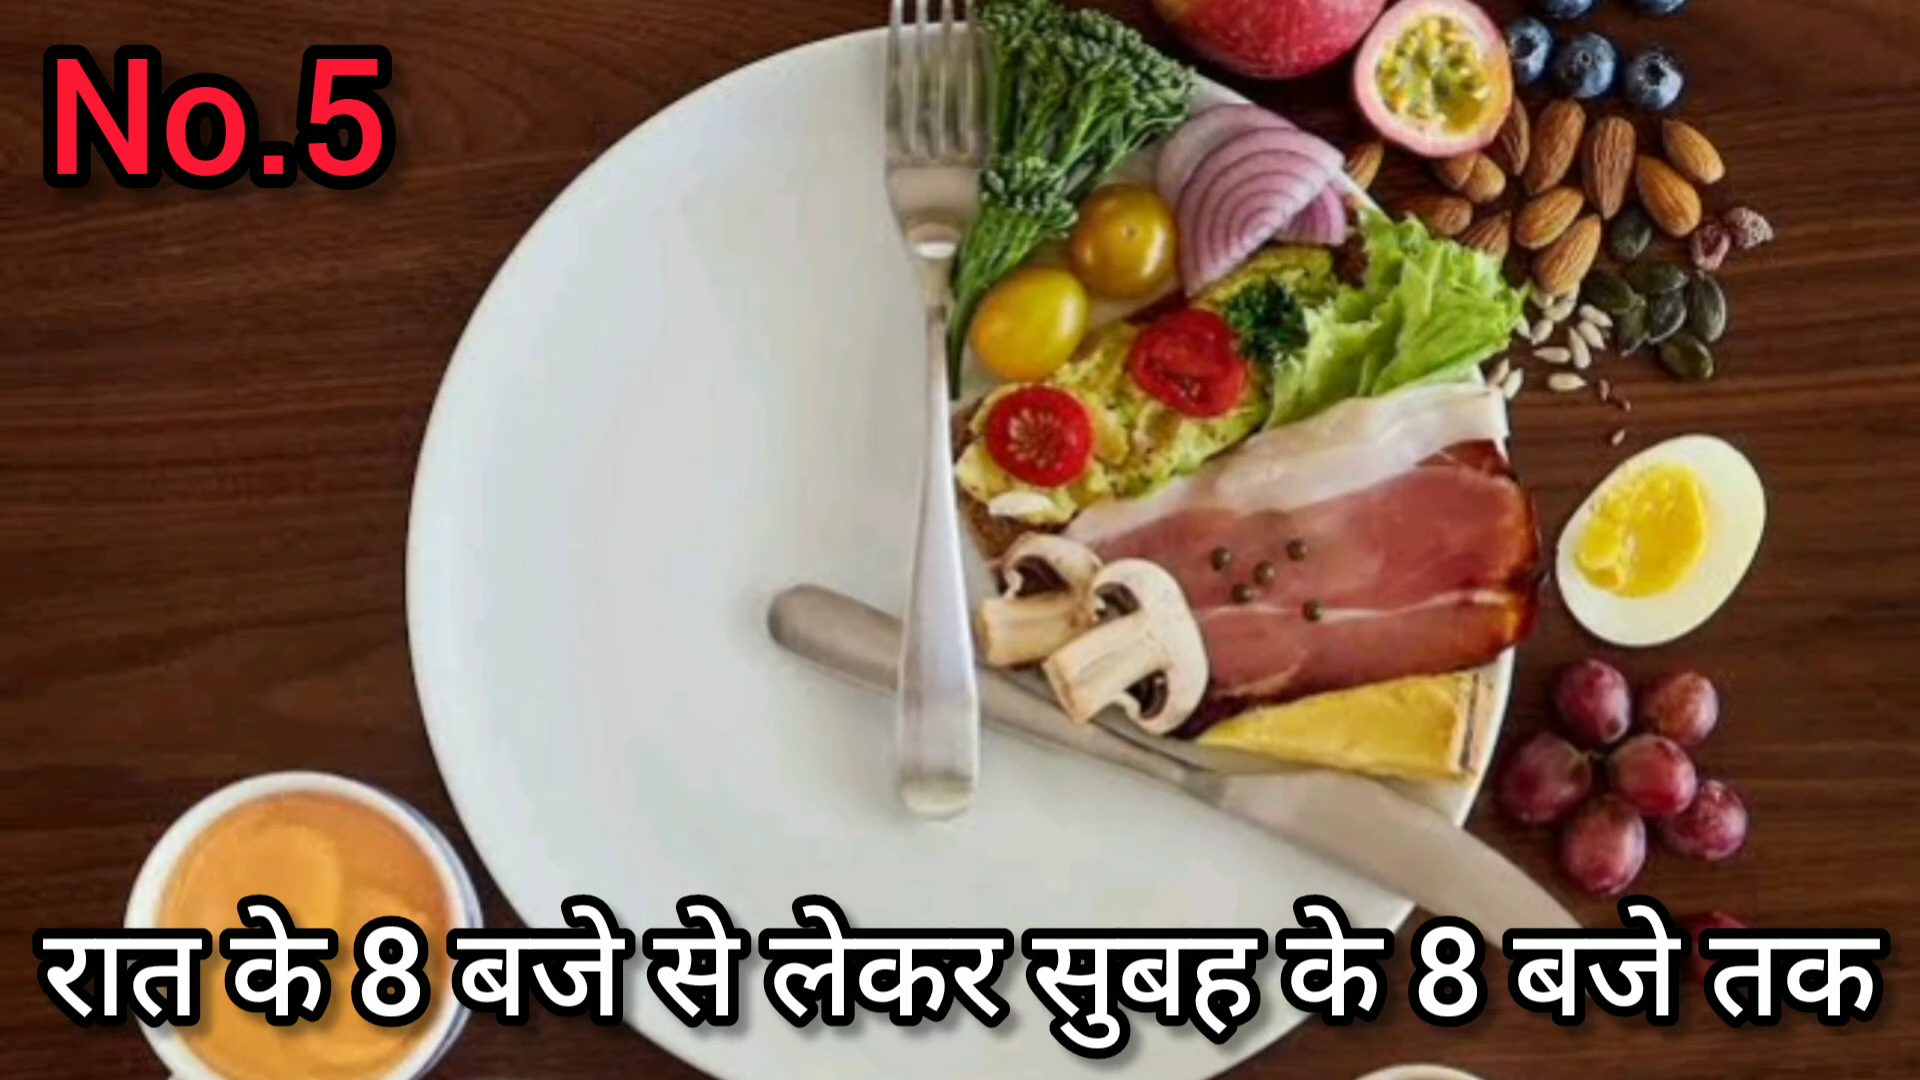 No.5
रात के 8 बजे से लेकर सुबह के 8 बजे तक